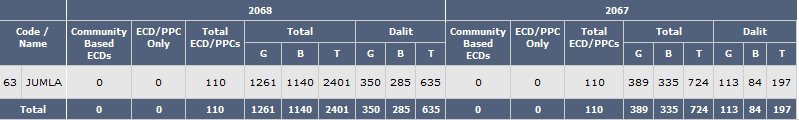 2068 2067
Code / Name Community Based ECDs ECD/PPC Only Total ECD/PPCs Total Dalit Community Based ECDs ECD/PPC Only Total ECD/PPCs Total Dalit
G B T G B T G B T G B T
63 JUMLA 0 0 110 1261 1140 2401 350 285 635 0 0 110 389 335 724 113 84 197
Total 0 0 110 1261 1140 2401 350 285 635 0 0 110 389 335 724 113 84 197